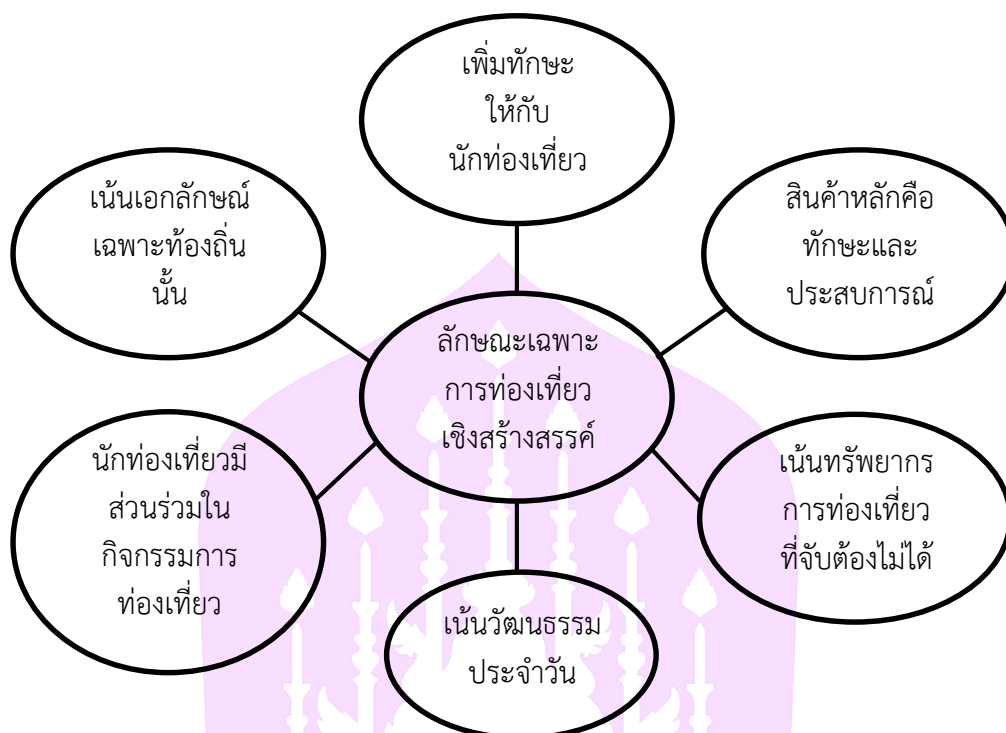 เพิ่มทักษะ
ให้กับ
นักท่องเที่ยว
เน้นเอกลักษณ์
เฉพาะท้องถิ่น
นั้น
สินค้าหลักคือ
ทักษะและ
ประสบการณ์
ลักษณะเฉพาะ
การท่องเที่ยว
เชิงสร้างสรรค์
นักท่องเที่ยวมี
ส่วนร่วมใน
กิจกรรมการ
ท่องเที่ยว
เน้นทรัพยากร
การท่องเที่ยว
ที่จับต้องไม่ได้
เน้นวัฒนธรรม
ประจำวัน